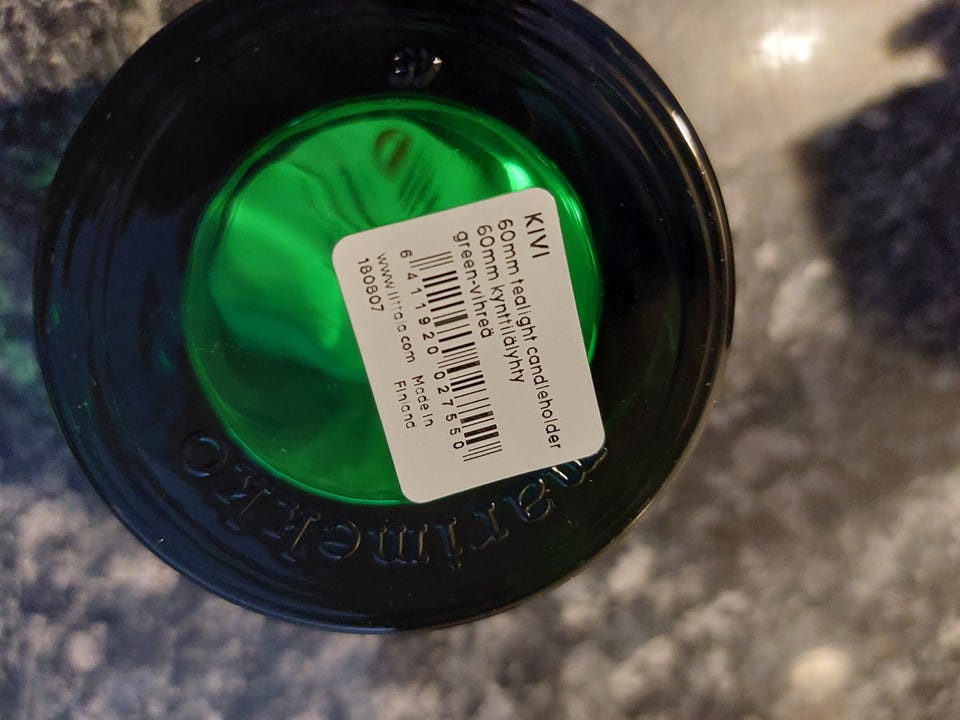 KIVI
60mm tealight candleholder
60mm kynttilälyhty
green-vihreä
6 411920 027550
www.iittala.com Made in
180807 Finland
marimekko